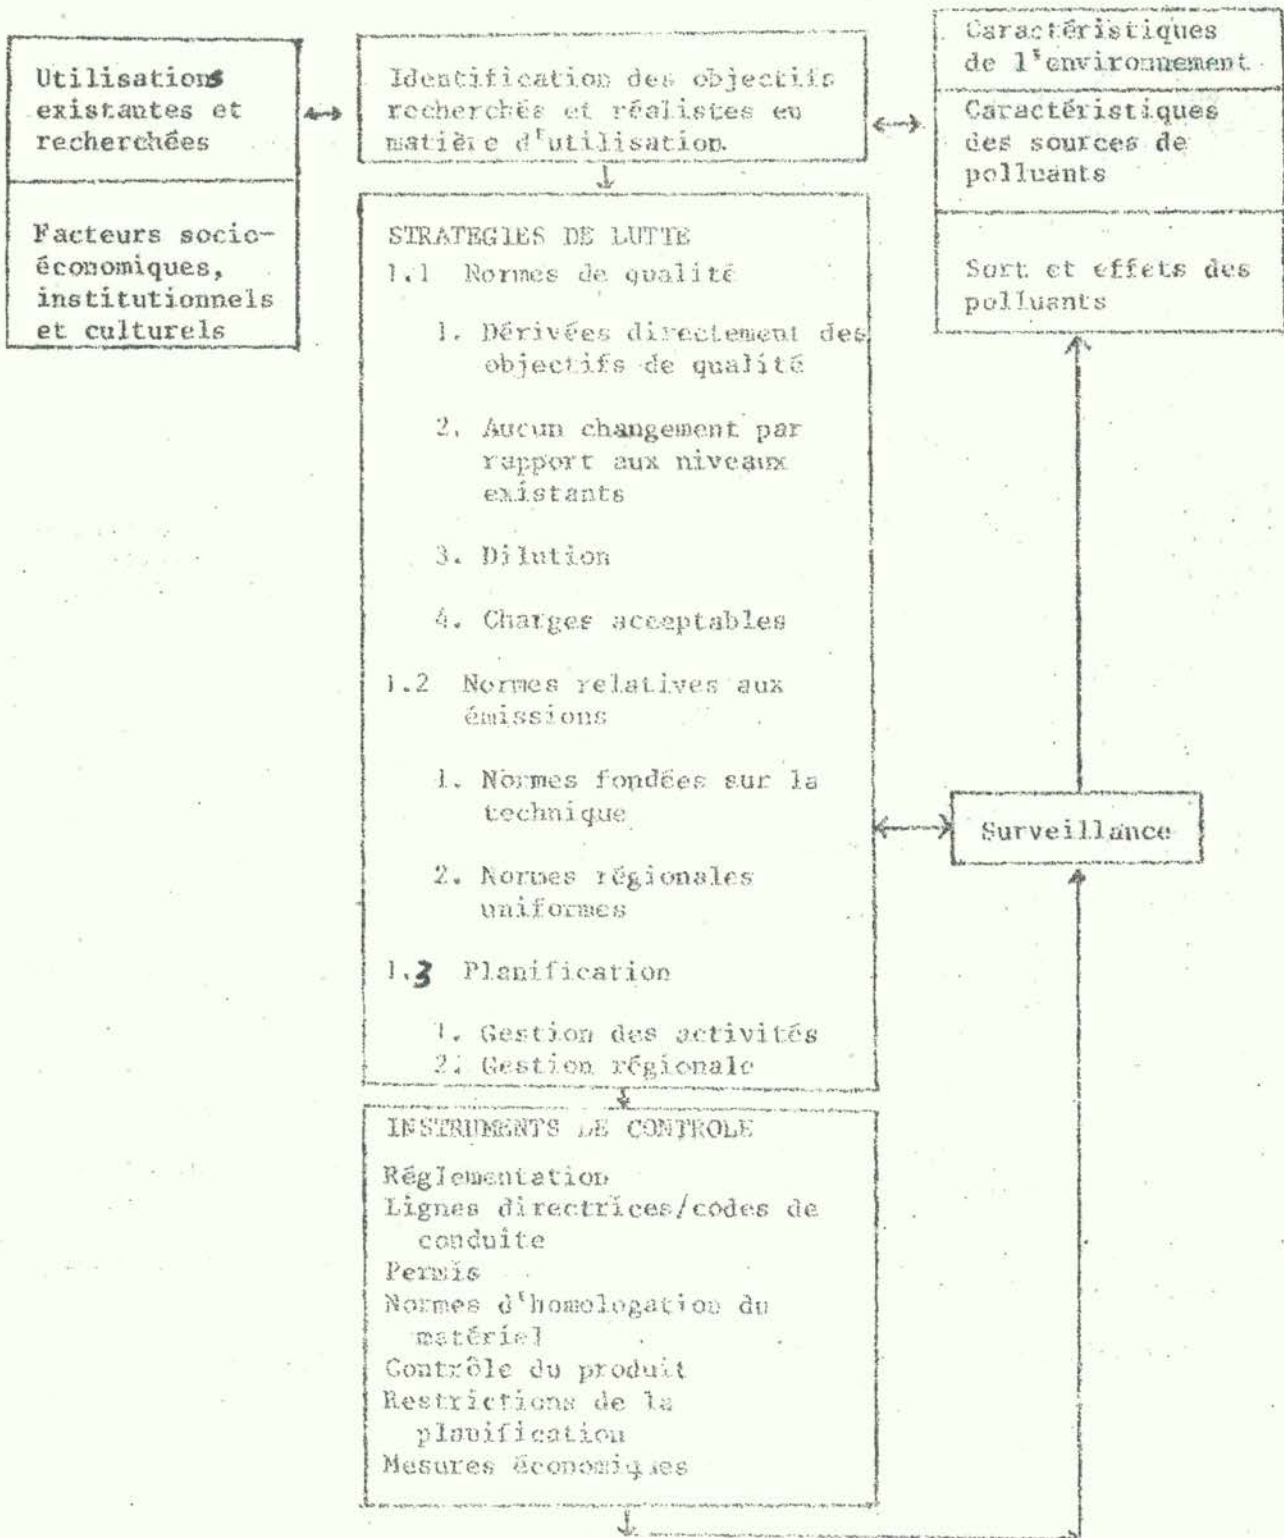 Utilisations
existantes et
recherchées
Facteurs socio-
économiques,
institutionnels
et culturels
Identification des objectifs
recherchés et réalistes en
matière d'utilisation.
Caractéristiques
de l'environnement.
Caractéristiques
des sources de
polluants
Sort et effets des
polluants
STRATEGIES DE LUTTE
1.1 Normes de qualité
1. Dérivées directement des
objectifs de qualité
2. Aucun changement par
rapport aux niveaux
existants
3. Dilution
4. Charges acceptables
1.2 Normes relatives aux
émissions
1. Normes fondées sur la
technique
2. Normes régionales
uniformes
1.3 Planification
1. Gestion des activités
2. Gestion régionale
Surveillance
INSTRUMENTS DE CONTROLE
Réglementation
Lignes directrices/codes de
conduite
Permis
Normes d'homologation du
matériel
Contrôle du produit
Restrictions de la
planification
Mesures économiques